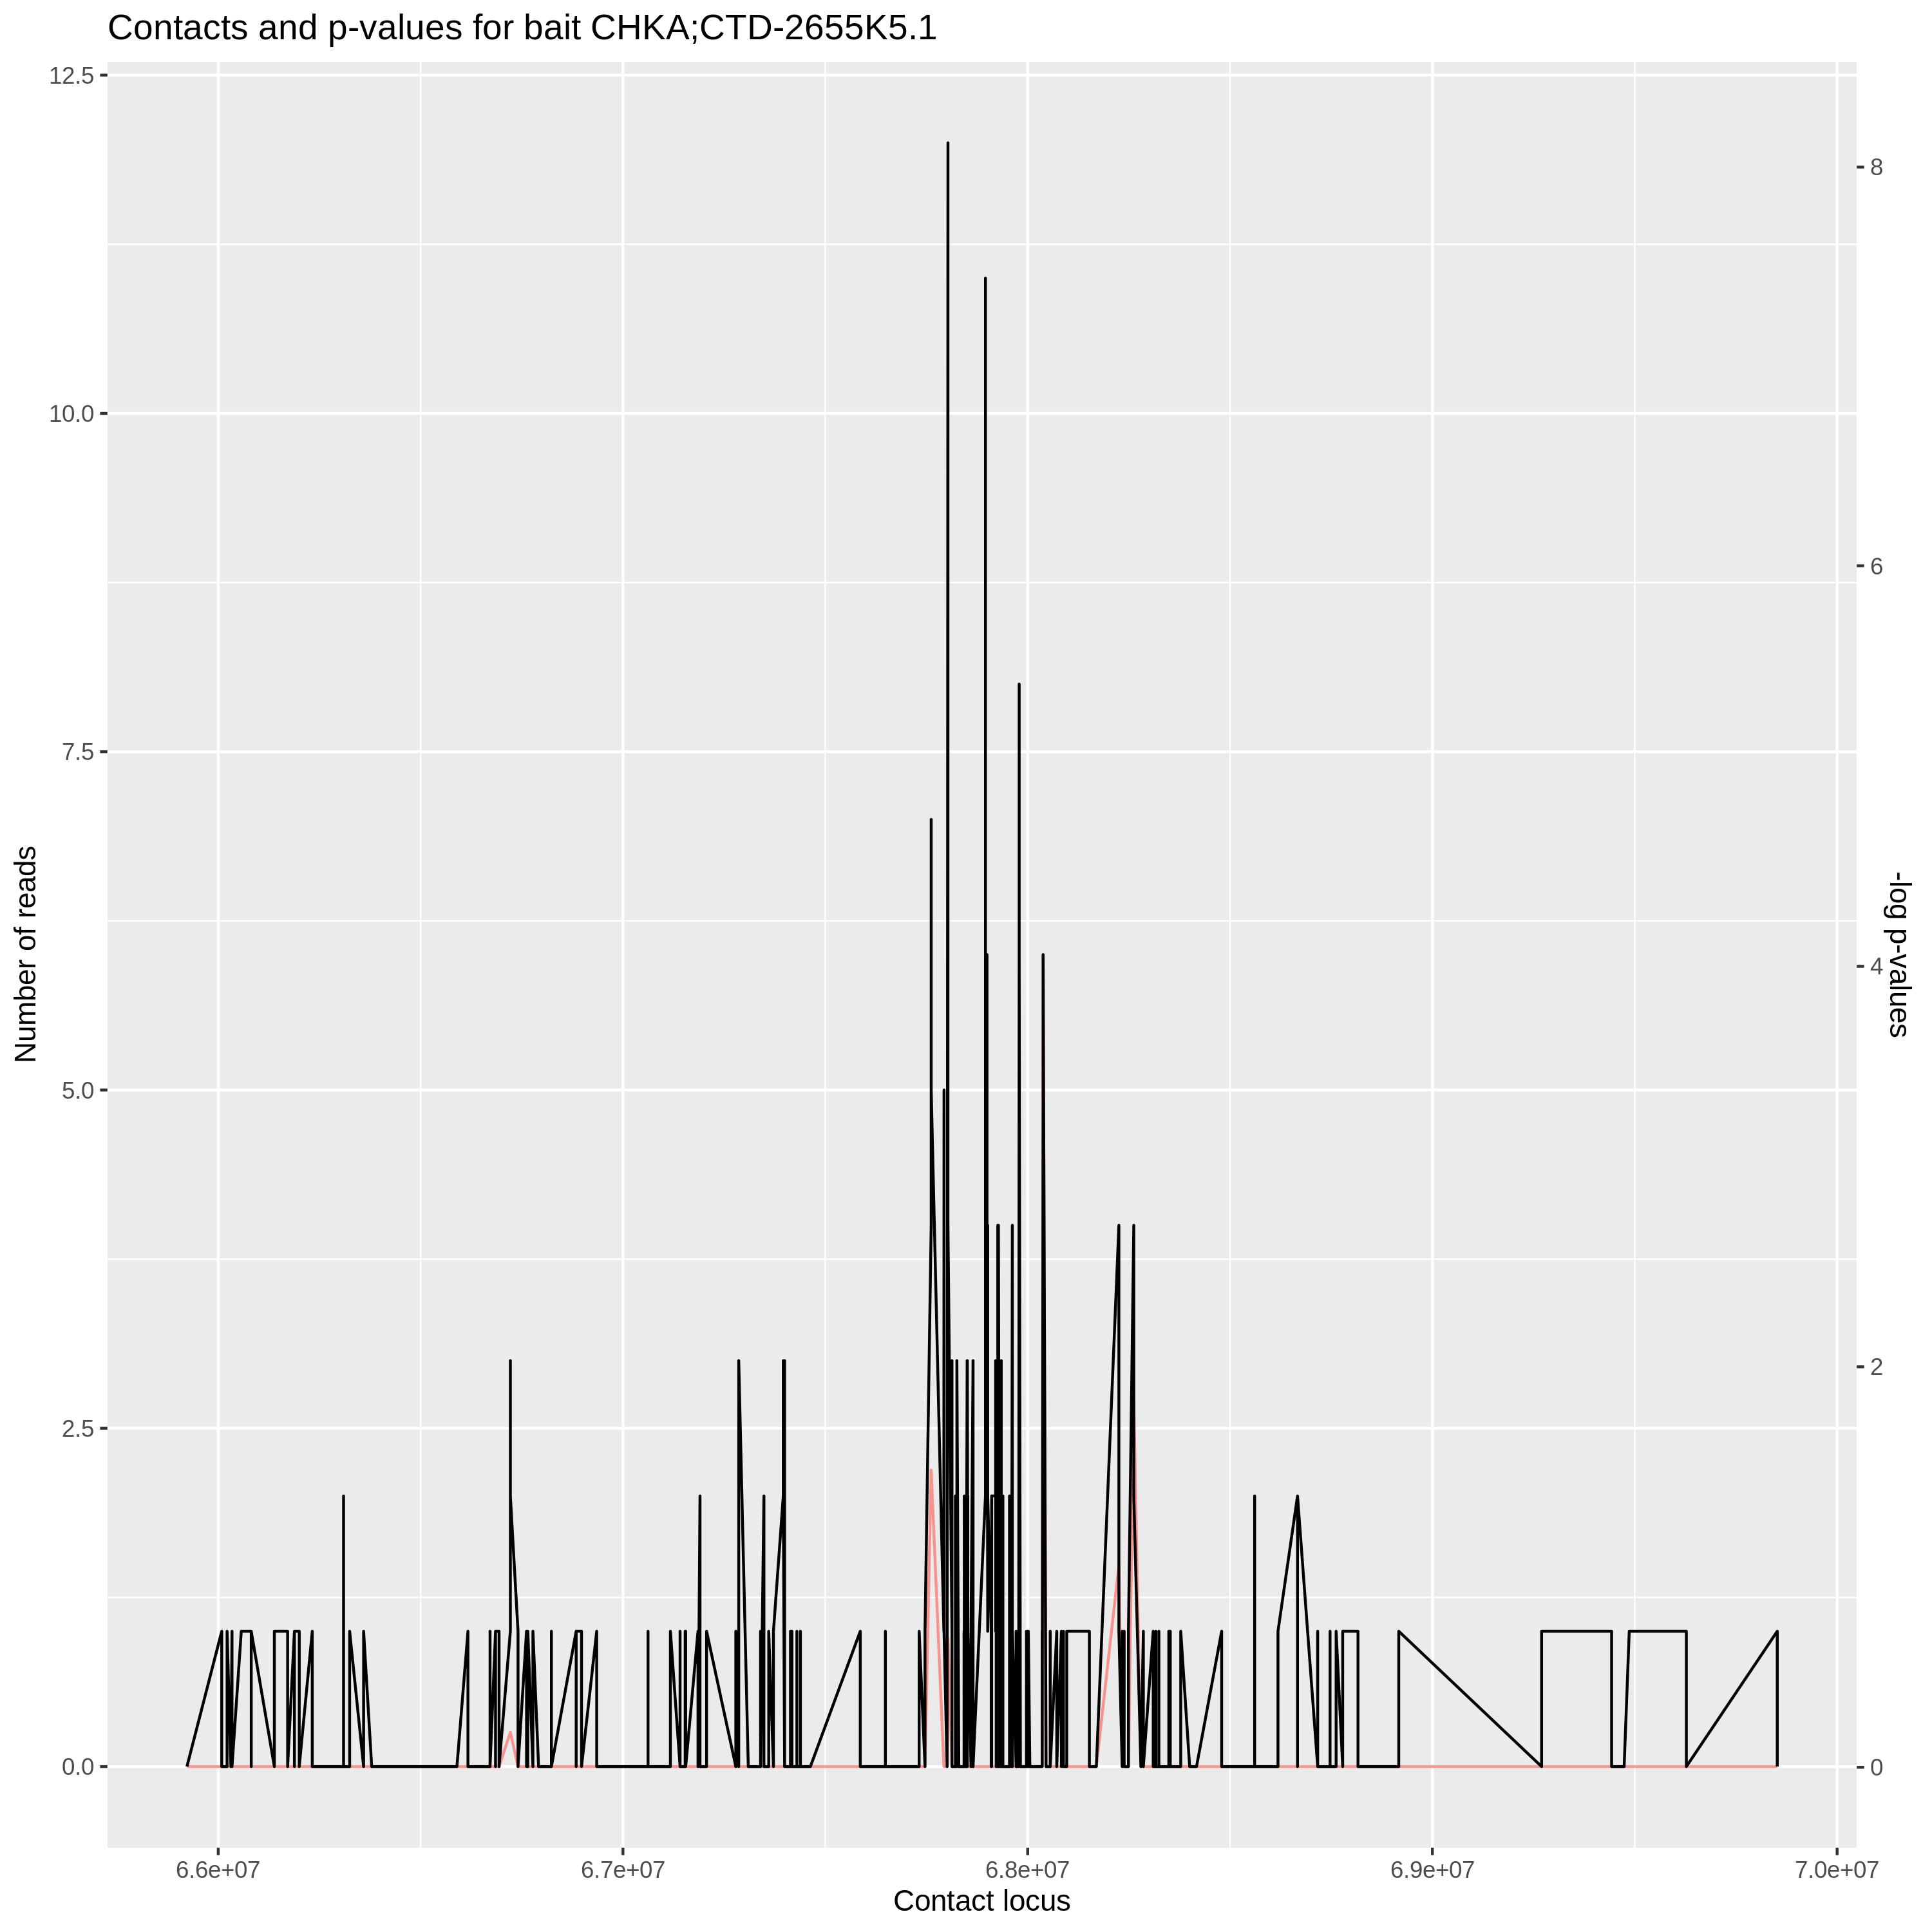 Contacts and p-values for bait CHKA;CTD-2655K5.1
12.5
10.0
7.5
5.0
2.5
0.0
Number of reads
8
6
4
2
0
-log p-values
6.6e+07
6.7e+07
6.8e+07
6.9e+07
7.0e+07
Contact locus